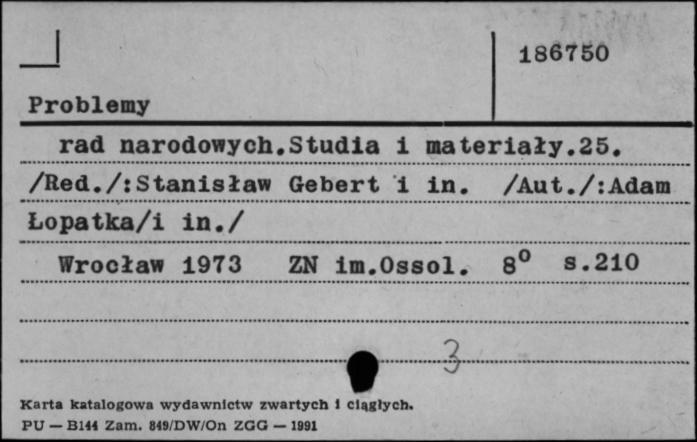 186750
Problemy
rad narodowych.Studia i materiały.25.
/Red./:Stanisław Gebert i in. /Aut./:Adam
Łopatka/i in./
Wrocław 1973 ZN im.Ossol. 8° s.210
3
Karta katalogowa wydawnictw zwartych i ciągłych.
PU — B144 Zam. 849/DW/On ZGG — 1991